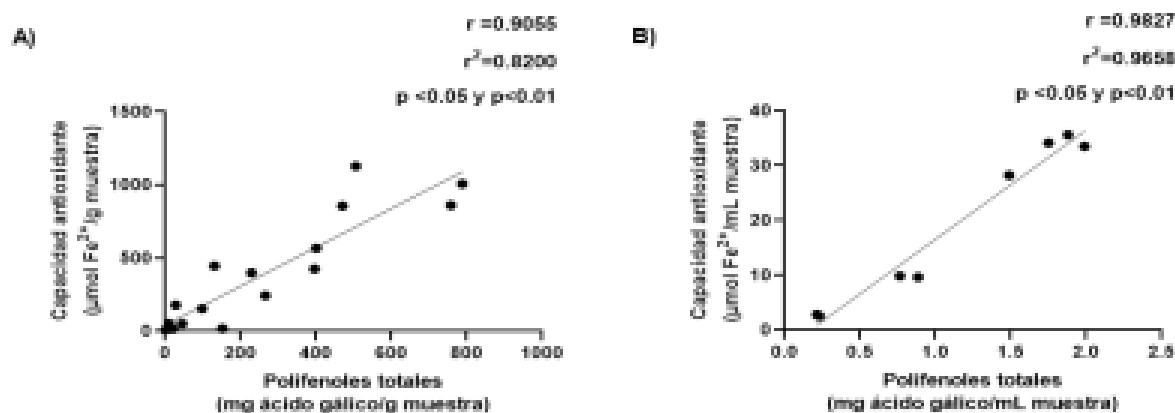 A)
r =0.9055
r²=0.8200
p <0.05 y p<0.01
Capacidad antioxidante
(µmol Fe²⁺/g muestra)
1500
1000
500
0
0 200 400 600 800 1000
Polifenoles totales
(mg ácido gálico/g muestra)
B)
r =0.9827
r²=0.9658
p <0.05 y p<0.01
Capacidad antioxidante
(µmol Fe²⁺/mL muestra)
40
30
20
10
0
0.0 0.5 1.0 1.5 2.0 2.5
Polifenoles totales
(mg ácido gálico/mL muestra)